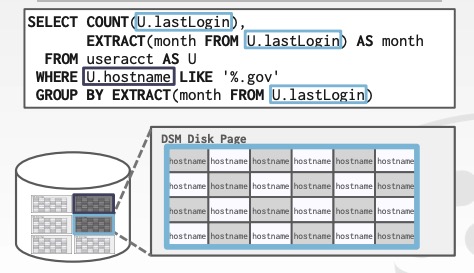 SELECT COUNT(U.lastLogin),
EXTRACT(month FROM U.lastLogin) AS month
FROM useracct AS U
WHERE U.hostname LIKE '%.gov'
GROUP BY EXTRACT(month FROM U.lastLogin)
DSM Disk Page
hostname hostname hostname hostname hostname hostname
hostname hostname hostname hostname hostname hostname
hostname hostname hostname hostname hostname hostname
hostname hostname hostname hostname hostname hostname